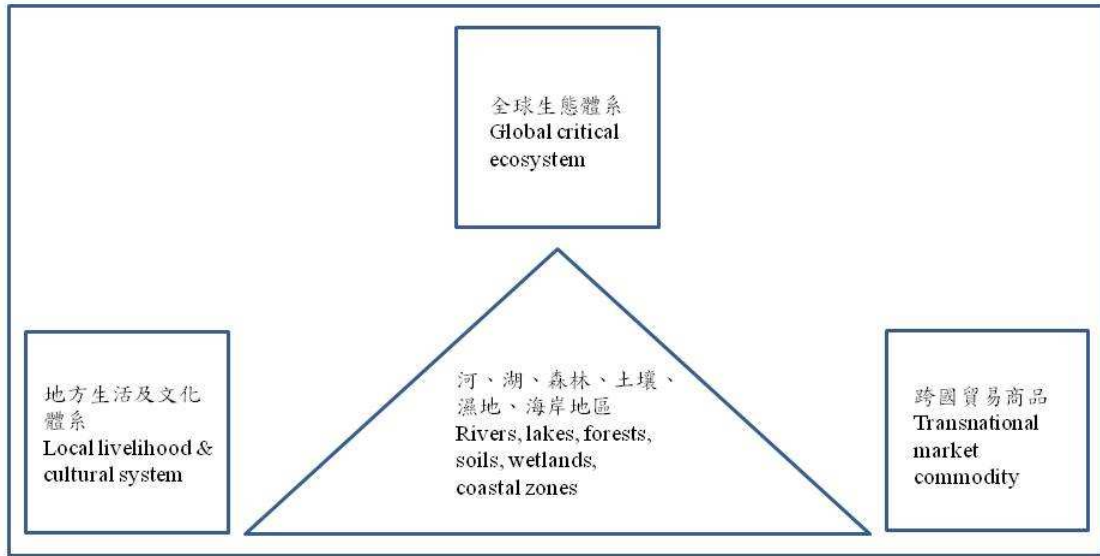 全球生態體系
Global critical
ecosystem
地方生活及文化
體系
Local livelihood &
cultural system
河、湖、森林、土壤、
濕地、海岸地區
Rivers, lakes, forests,
soils, wetlands,
coastal zones
跨國貿易商品
Transnational
market
commodity